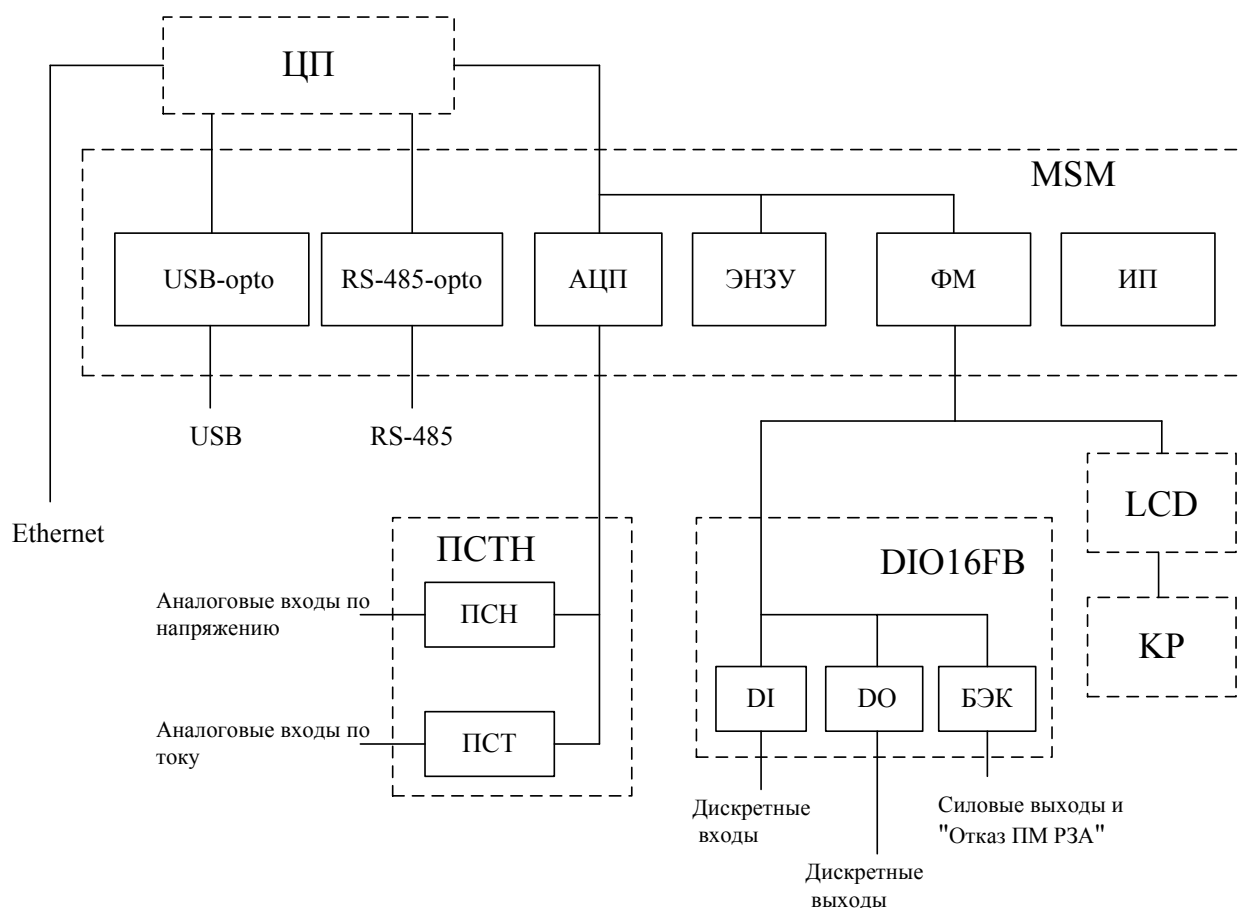 ЦП
MSM
USB-opto
RS-485-opto
АЦП
ЭНЗУ
ФМ
ИП
USB
RS-485
LCD
Ethernet
ПСТН
DIO16FB
Аналоговые входы по
напряжению
ПСН
KP
DI
DO
БЭК
Аналоговые входы по
току
ПСТ
Дискретные
входы
Силовые выходы и
"Отказ ПМ РЗА"
Дискретные
выходы